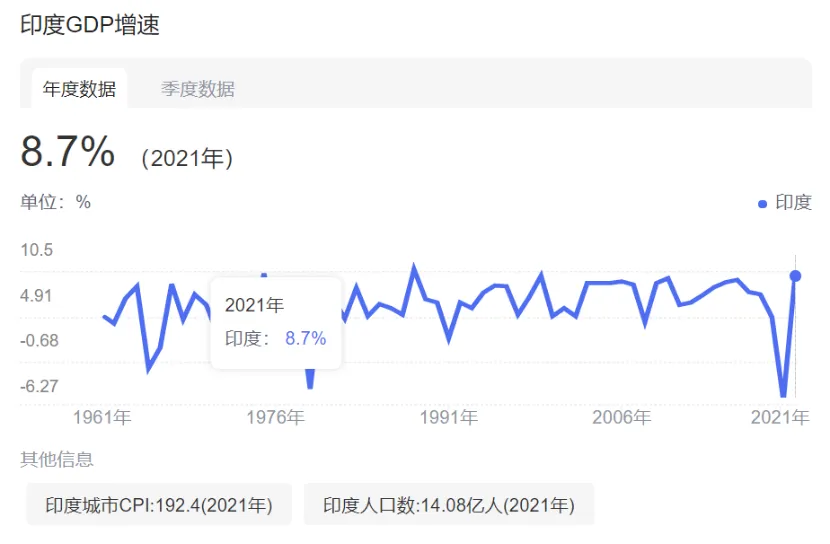 印度GDP增速
年度数据 季度数据
8.7% (2021年)
单位：%
印度
10.5
4.91
-0.68
-6.27
2021年
印度： 8.7%
1961年 1976年 1991年 2006年 2021年
其他信息
印度城市CPI:192.4(2021年) 印度人口数:14.08亿人(2021年)